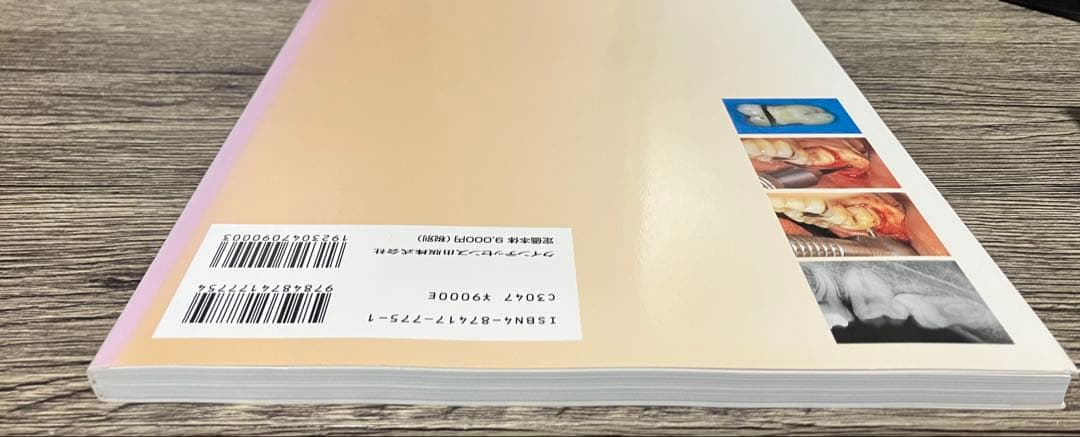 ISBN4-87417-775-1
C3047 ¥9000E
クインテッセンス出版株式会社
定価本体 9,000円(税別)
9784874177754
1923047090003